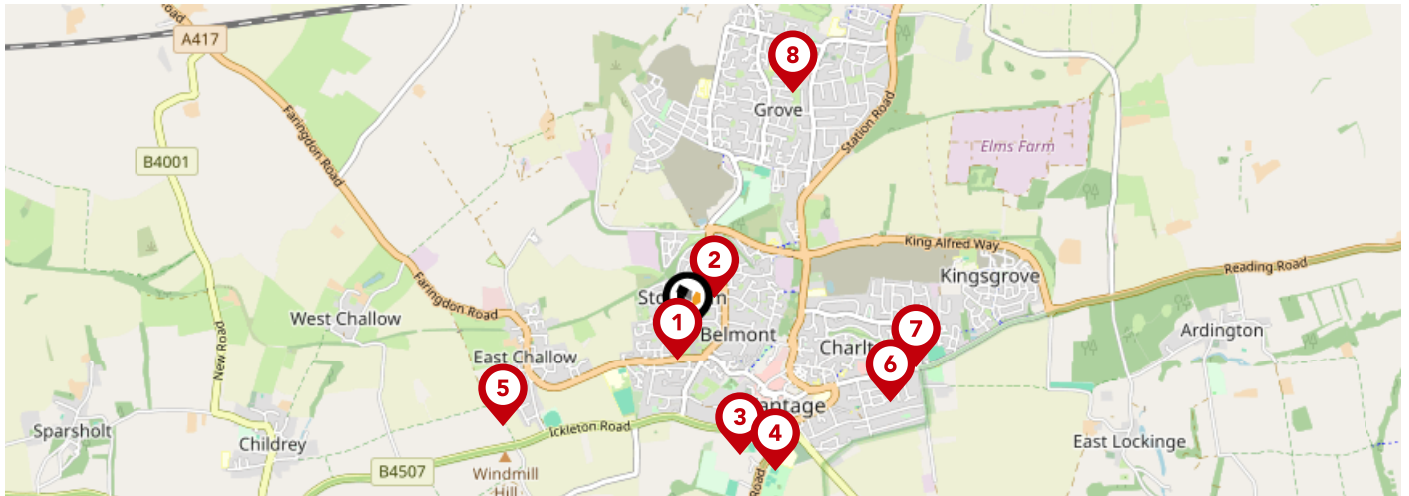 Road
A417
8
Grove
Faringdon Road
Station Road
Elms Farm
B4001
King Alfred Way
2
Kingsgrove
Reading Road
Faringdon Road
1
Belmont
West Challow
7
Ardington
New Road
East Challow
6
5
3
4
Ickleton Road
Sparsholt
Childrey
East Lockinge
B4507
Windmill
Hill
Road